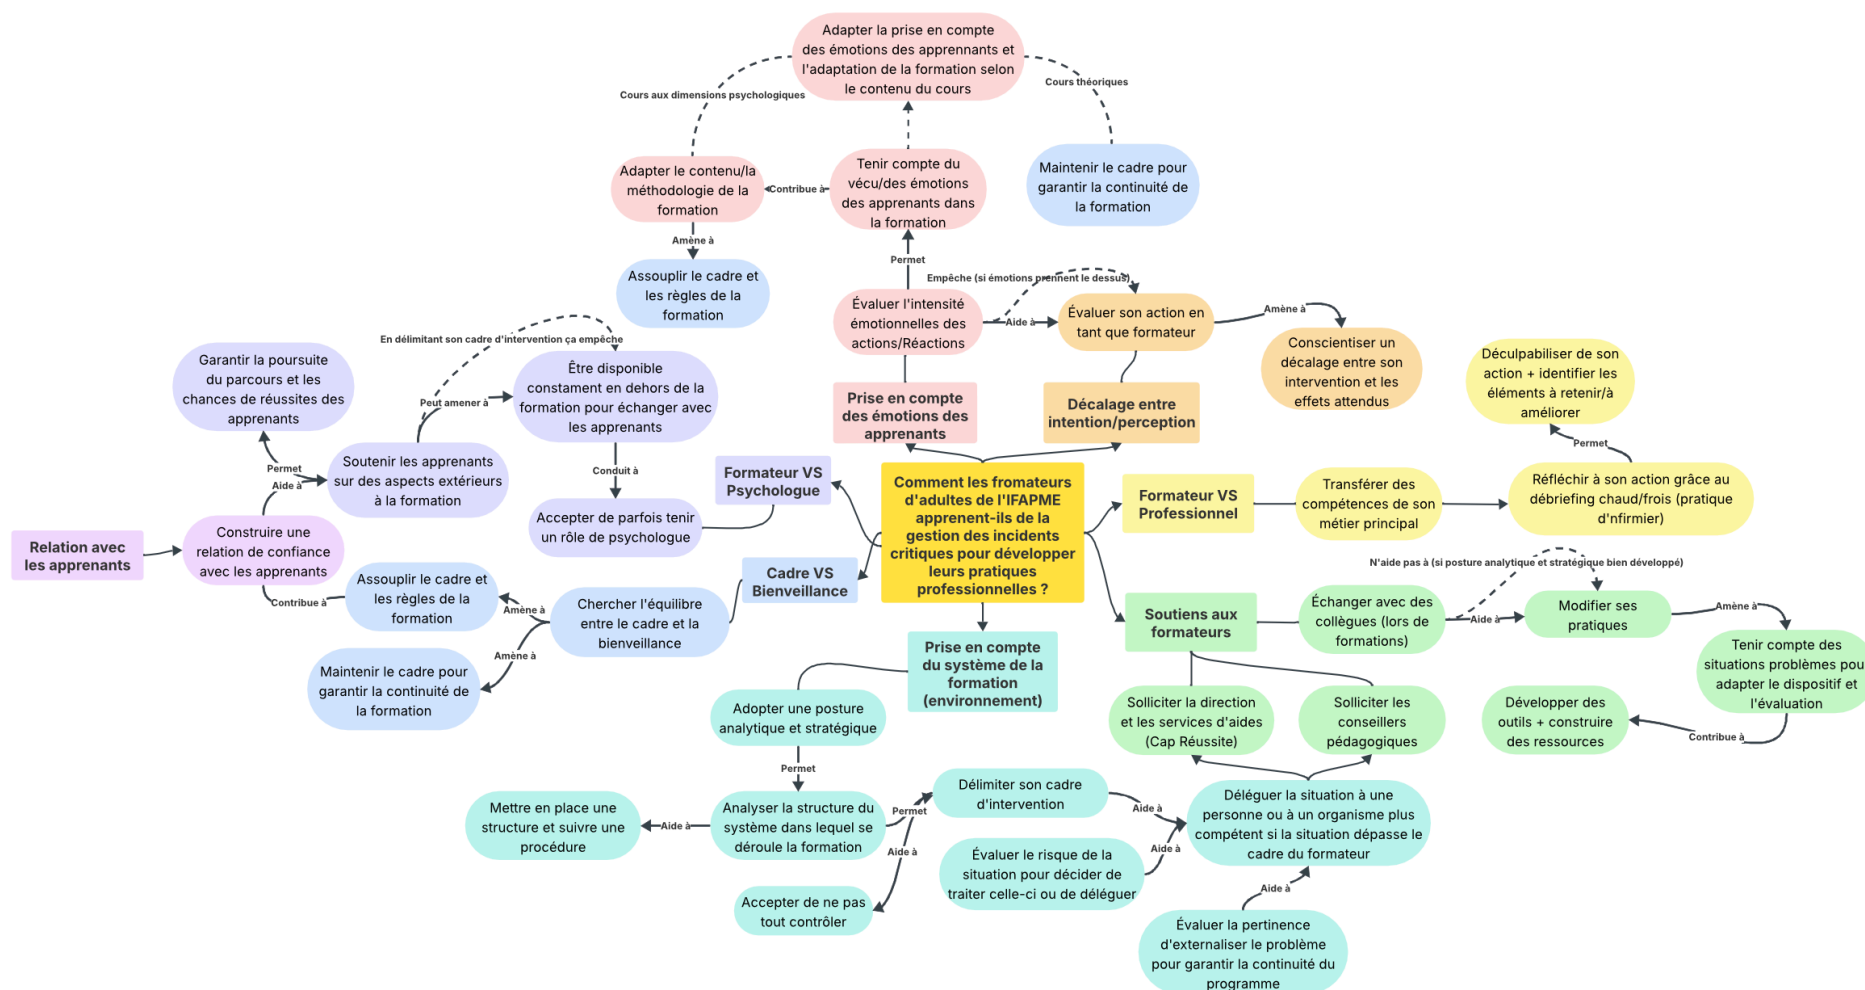 Adapter la prise en compte
des émotions des apprennants et
l'adaptation de la formation selon
le contenu du cours
Cours aux dimensions psychologiques
Cours théoriques
Adapter le contenu/la
méthodologie de la
formation
Contribue à
Tenir compte du
vécu/des émotions
des apprenants dans
la formation
Maintenir le cadre pour
garantir la continuité de
la formation
Amène à
Permet
Assouplir le cadre et
les règles de la
formation
Empêche (si émotions prennent le dessus)
Évaluer l'intensité
émotionnelles des
actions/Réactions
Aide à
Évaluer son action en
tant que formateur
Amène à
Conscientiser un
décalage entre son
intervention et les
effets attendus
Prise en compte
des émotions des
apprenants
Décalage entre
intention/perception
En délimitant son cadre d'intervention ça empêche
Garantir la poursuite
du parcours et les
chances de réussites des
apprenants
Peut amener à
Être disponible
constament en dehors de la
formation pour échanger avec
les apprenants
Permet
Aide à
Soutenir les apprenants
sur des aspects extérieurs
à la formation
Conduit à
Accepter de parfois tenir
un rôle de psychologue
Formateur VS
Psychologue
Relation avec
les apprenants
Construire une
relation de confiance
avec les apprenants
Contribue à
Assouplir le cadre et
les règles de la
formation
Amène à
Amène à
Maintenir le cadre pour
garantir la continuité de
la formation
Chercher l'équilibre
entre le cadre et la
bienveillance
Cadre VS
Bienveillance
Comment les fromateurs
d'adultes de l'IFAPME
apprenent-ils de la
gestion des incidents
critiques pour développer
leurs pratiques
professionnelles ?
Déculpabiliser de son
action + identifier les
éléments à retenir/à
améliorer
Permet
Formateur VS
Professionnel
Transférer des
compétences de son
métier principal
Réfléchir à son action grâce au
débriefing chaud/frois (pratique
d'nfirmier)
N'aide pas à (si posture analytique et stratégique bien développé)
Soutiens aux
formateurs
Échanger avec des
collègues (lors de
formations)
Aide à
Modifier ses
pratiques
Amène à
Tenir compte des
situations problèmes pou
adapter le dispositif et
l'évaluation
Contribue à
Développer des
outils + construire
des ressources
Solliciter la direction
et les services d'aides
(Cap Réussite)
Solliciter les
conseillers
pédagogiques
Prise en compte
du système de la
formation
(environnement)
Adopter une posture
analytique et stratégique
Permet
Mettre en place une
structure et suivre une
procédure
Aide à
Analyser la structure du
système dans lequel se
déroule la formation
Permet
Aide à
Accepter de ne pas
tout contrôler
Délimiter son cadre
d'intervention
Aide à
Évaluer le risque de la
situation pour décider de
traiter celle-ci ou de déléguer
Aide à
Déléguer la situation à une
personne ou à un organisme plus
compétent si la situation dépasse le
cadre du formateur
Aide à
Évaluer la pertinence
d'externaliser le problème
pour garantir la continuité du
programme